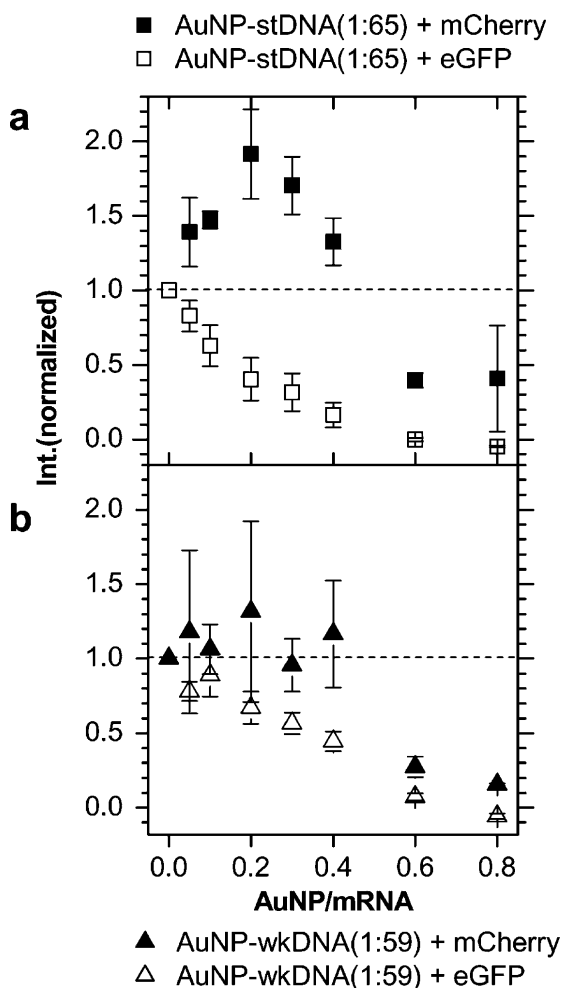 AuNP-stDNA(1:65) + mCherry
AuNP-stDNA(1:65) + eGFP
a
2.0
1.5
1.0
0.5
0.0
Int.(normalized)
b
2.0
1.5
1.0
0.5
0.0
0.0 0.2 0.4 0.6 0.8
AuNP/mRNA
AuNP-wkDNA(1:59) + mCherry
AuNP-wkDNA(1:59) + eGFP